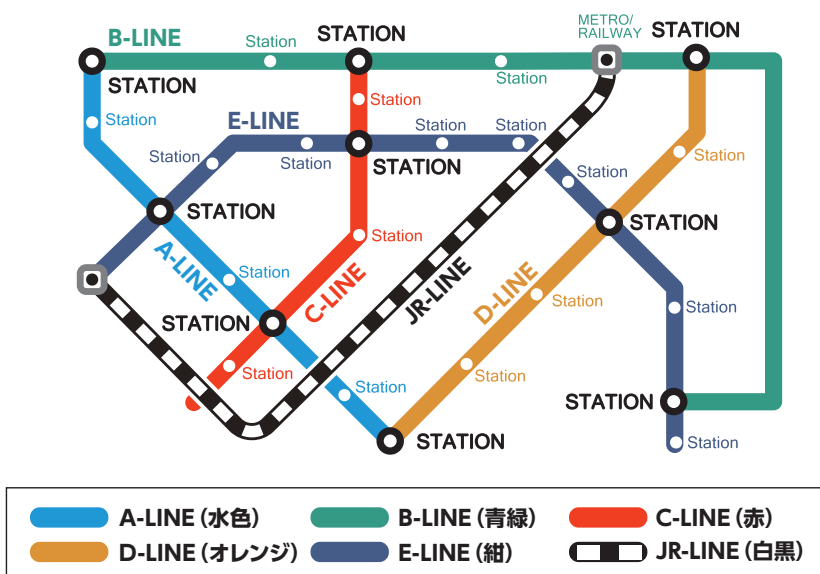 METRO/
RAILWAY
STATION
STATION
B-LINE
Station
Station
STATION
Station
Station
E-LINE
Station
Station
Station
Station
Station
STATION
Station
Station
STATION
STATION
Station
A-LINE
Station
C-LINE
JR-LINE
D-LINE
Station
Station
STATION
Station
Station
Station
STATION
STATION
Station
A-LINE（水色）
B-LINE（青緑）
C-LINE（赤）
D-LINE（オレンジ）
E-LINE（紺）
JR-LINE（白黒）